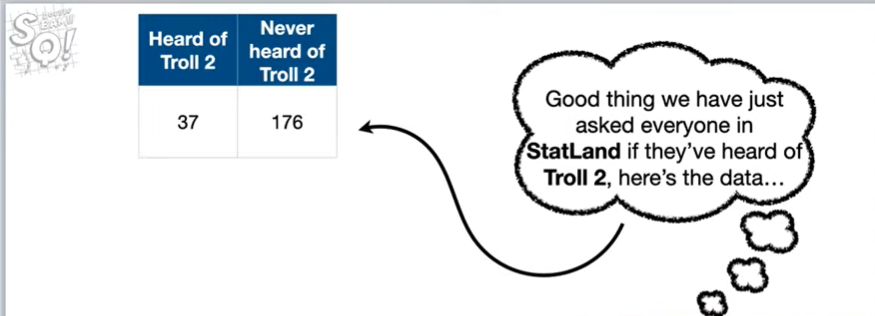 Heard of
Troll 2
Never
heard of
Troll 2
37
176
Good thing we have just
asked everyone in
StatLand if they've heard of
Troll 2, here's the data...
SQ!
BAM!!